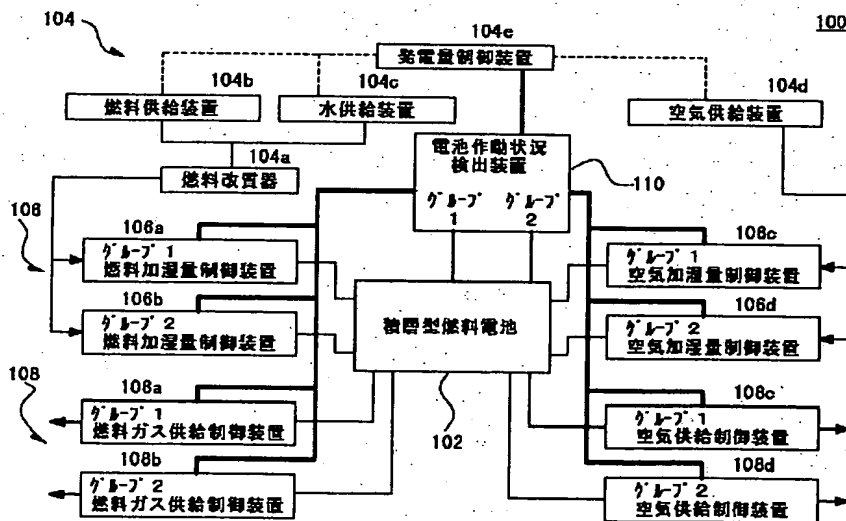 104
104e
100
発電量制御装置
104b
104c
104d
燃料供給装置
水供給装置
空気供給装置
104a
燃料改質器
電池作動状況
検出装置
グループ グループ
1 2
110
106
106a
グループ 1
燃料加湿量制御装置
106c
グループ 1
空気加湿量制御装置
106b
グループ 2
燃料加湿量制御装置
積層型燃料電池
106d
グループ 2
空気加湿量制御装置
108
108a
グループ 1
燃料ガス供給制御装置
102
108c
グループ 1
空気供給制御装置
108b
グループ 2
燃料ガス供給制御装置
108d
グループ 2
空気供給制御装置